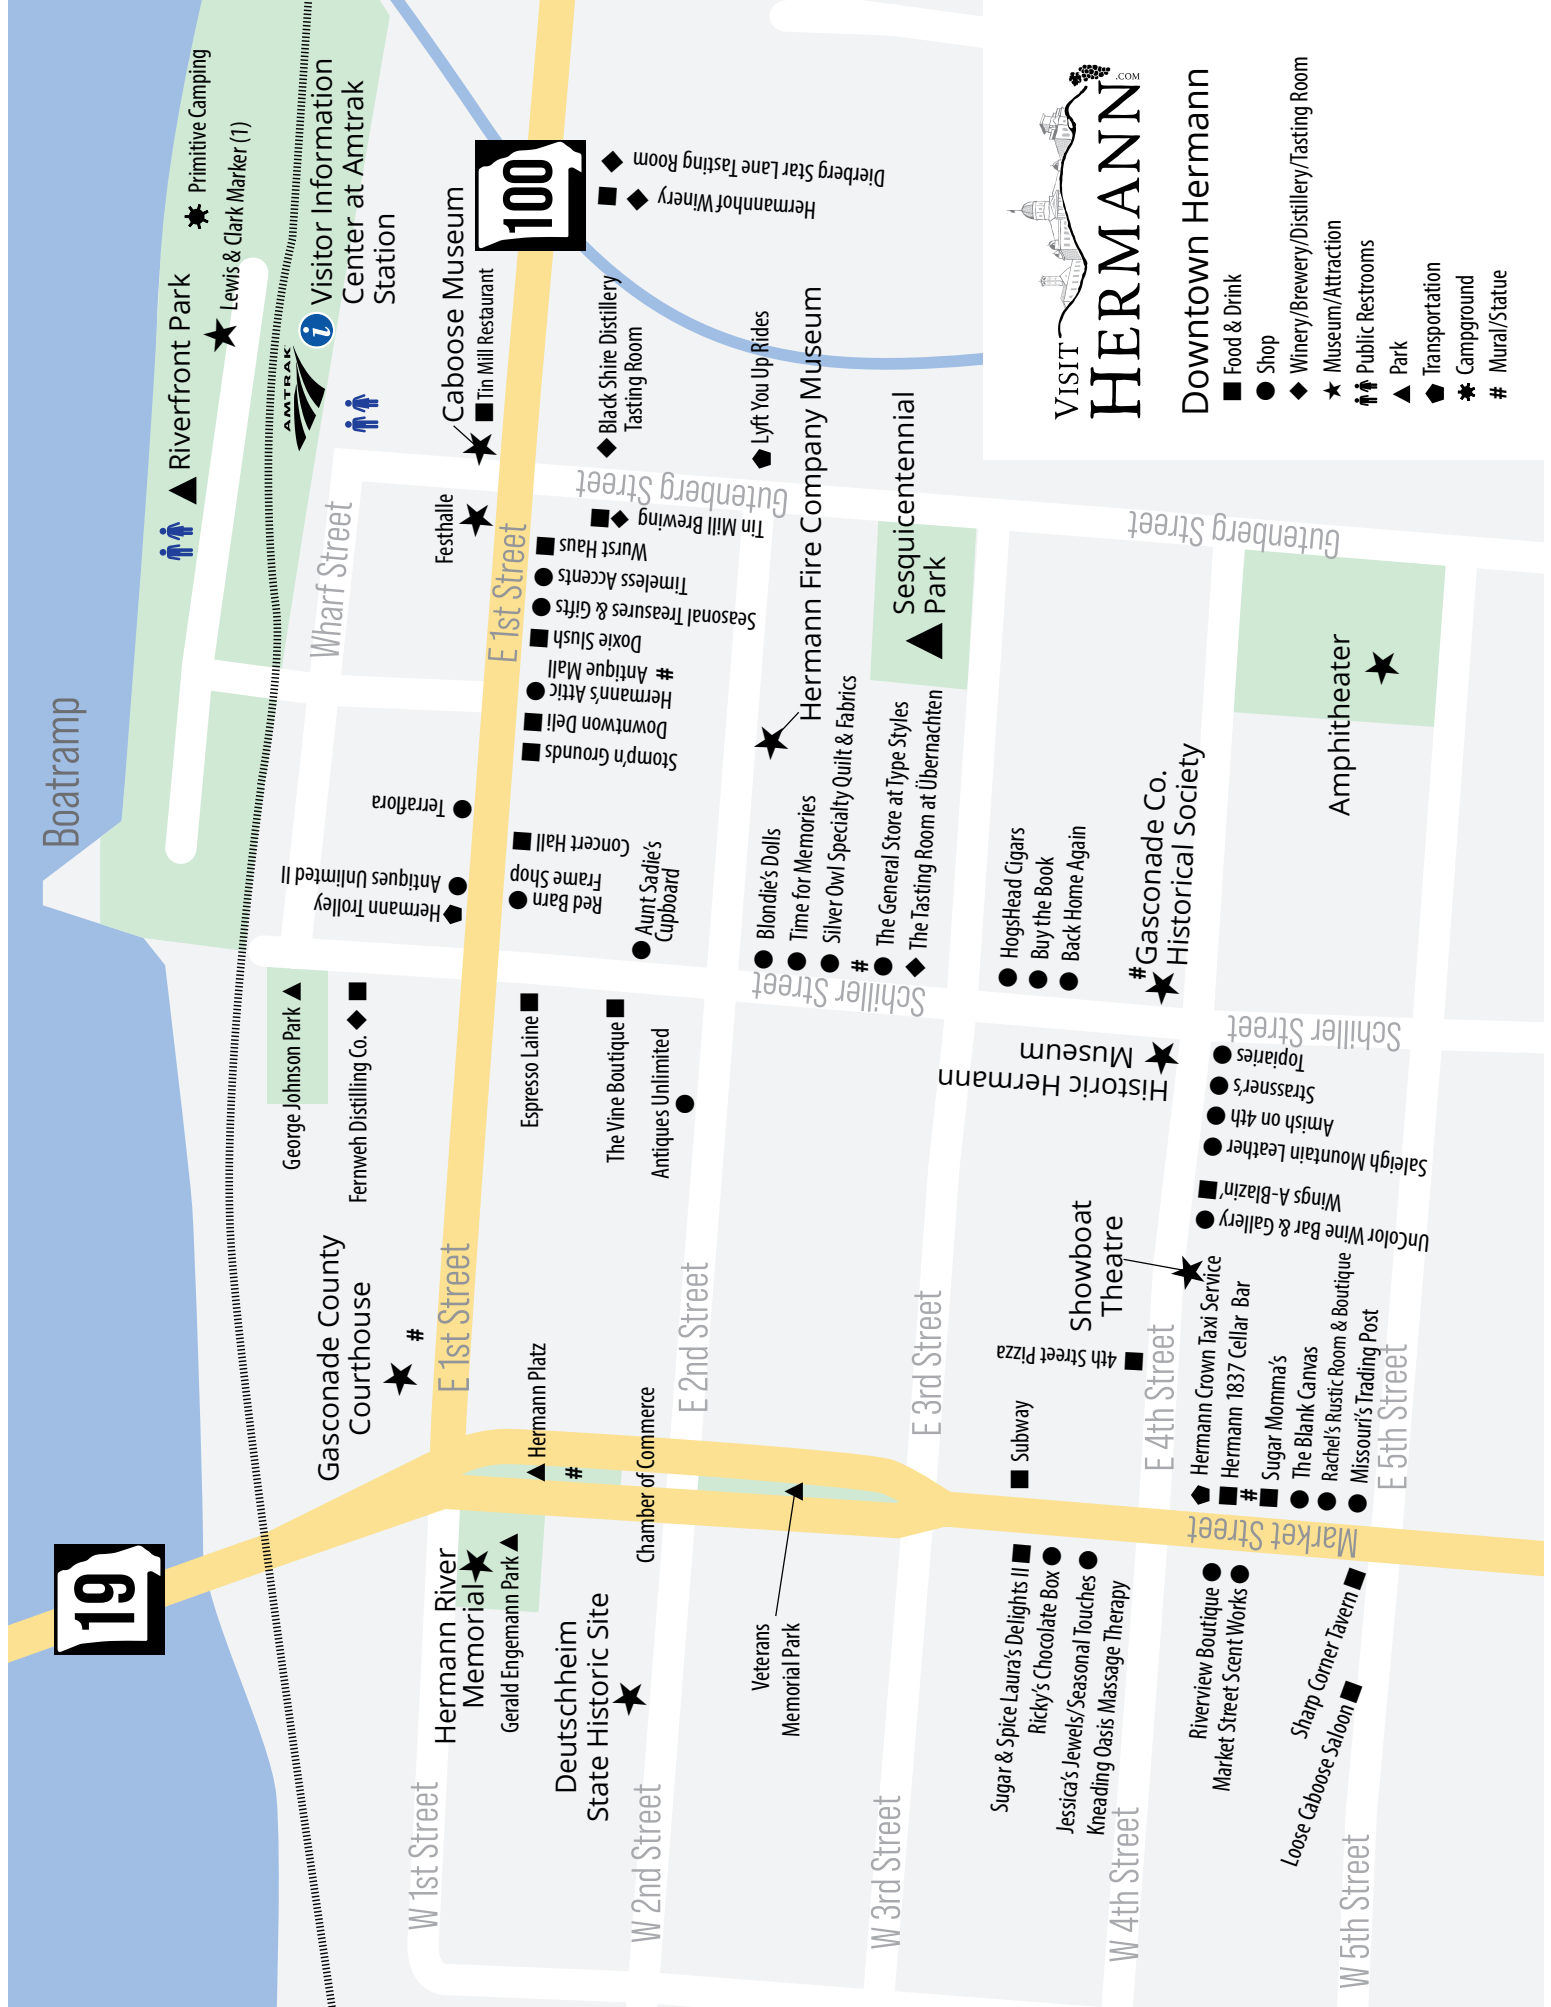 VISIT
HERMANN
.COM
Downtown Hermann
Food & Drink
Shop
Winery/Brewery/Distillery/Tasting Room
Museum/Attraction
Public Restrooms
Park
Transportation
Campground
# Mural/Statue
Boatramp
19
100
Riverfront Park
Primitive Camping
Lewis & Clark Marker (1)
AMTRAK
i
Visitor Information
Center at Amtrak
Station
Wharf Street
Caboose Museum
Tin Mill Restaurant
Festhalle
E 1st Street
Terraflora
Antiques Unlimited II
Hermann Trolley
George Johnson Park
Fernweh Distilling Co.
Gasconade County
Courthouse
#
E 1st Street
Hermann River
Memorial
Gerald Engemann Park
W 1st Street
Dierberg Star Lane Tasting Room
Hermannhof Winery
Black Shire Distillery
Tasting Room
Lyft You Up Rides
Gutenberg Street
Tin Mill Brewing
Wurst Haus
Timeless Accents
Seasonal Treasures & Gifts
Doxie Slush
Antique Mall
#
Hermann's Attic
Downtwon Deli
Stomp'n Grounds
Concert Hall
Frame Shop
Red Barn
Aunt Sadie's
Cupboard
Espresso Laine
The Vine Boutique
Antiques Unlimited
E 2nd Street
Hermann Platz
#
Chamber of Commerce
Deutschheim
State Historic Site
W 2nd Street
Veterans
Memorial Park
Hermann Fire Company Museum
Sesquicentennial
Park
Blondie's Dolls
Time for Memories
Silver Owl Specialty Quilt & Fabrics
#
The General Store at Type Styles
The Tasting Room at Übernachten
Schiller Street
E 3rd Street
W 3rd Street
HogsHead Cigars
Buy the Book
Back Home Again
#
Gasconade Co.
Historical Society
Historic Hermann
Museum
Gutenberg Street
Amphitheater
Schiller Street
Showboat
Theatre
4th Street Pizza
Subway
E 4th Street
Sugar & Spice Laura's Delights II
Ricky's Chocolate Box
Jessica's Jewels/Seasonal Touches
Kneading Oasis Massage Therapy
W 4th Street
Topiaries
Strassner's
Amish on 4th
Saleigh Mountain Leather
Wings A-Blazin'
UnColor Wine Bar & Gallery
Hermann Crown Taxi Service
Hermann 1837 Cellar Bar
#
Sugar Momma's
The Blank Canvas
Rachel's Rustic Room & Boutique
Missouri's Trading Post
E 5th Street
Market Street
Riverview Boutique
Market Street Scent Works
Sharp Corner Tavern
Loose Caboose Saloon
W 5th Street